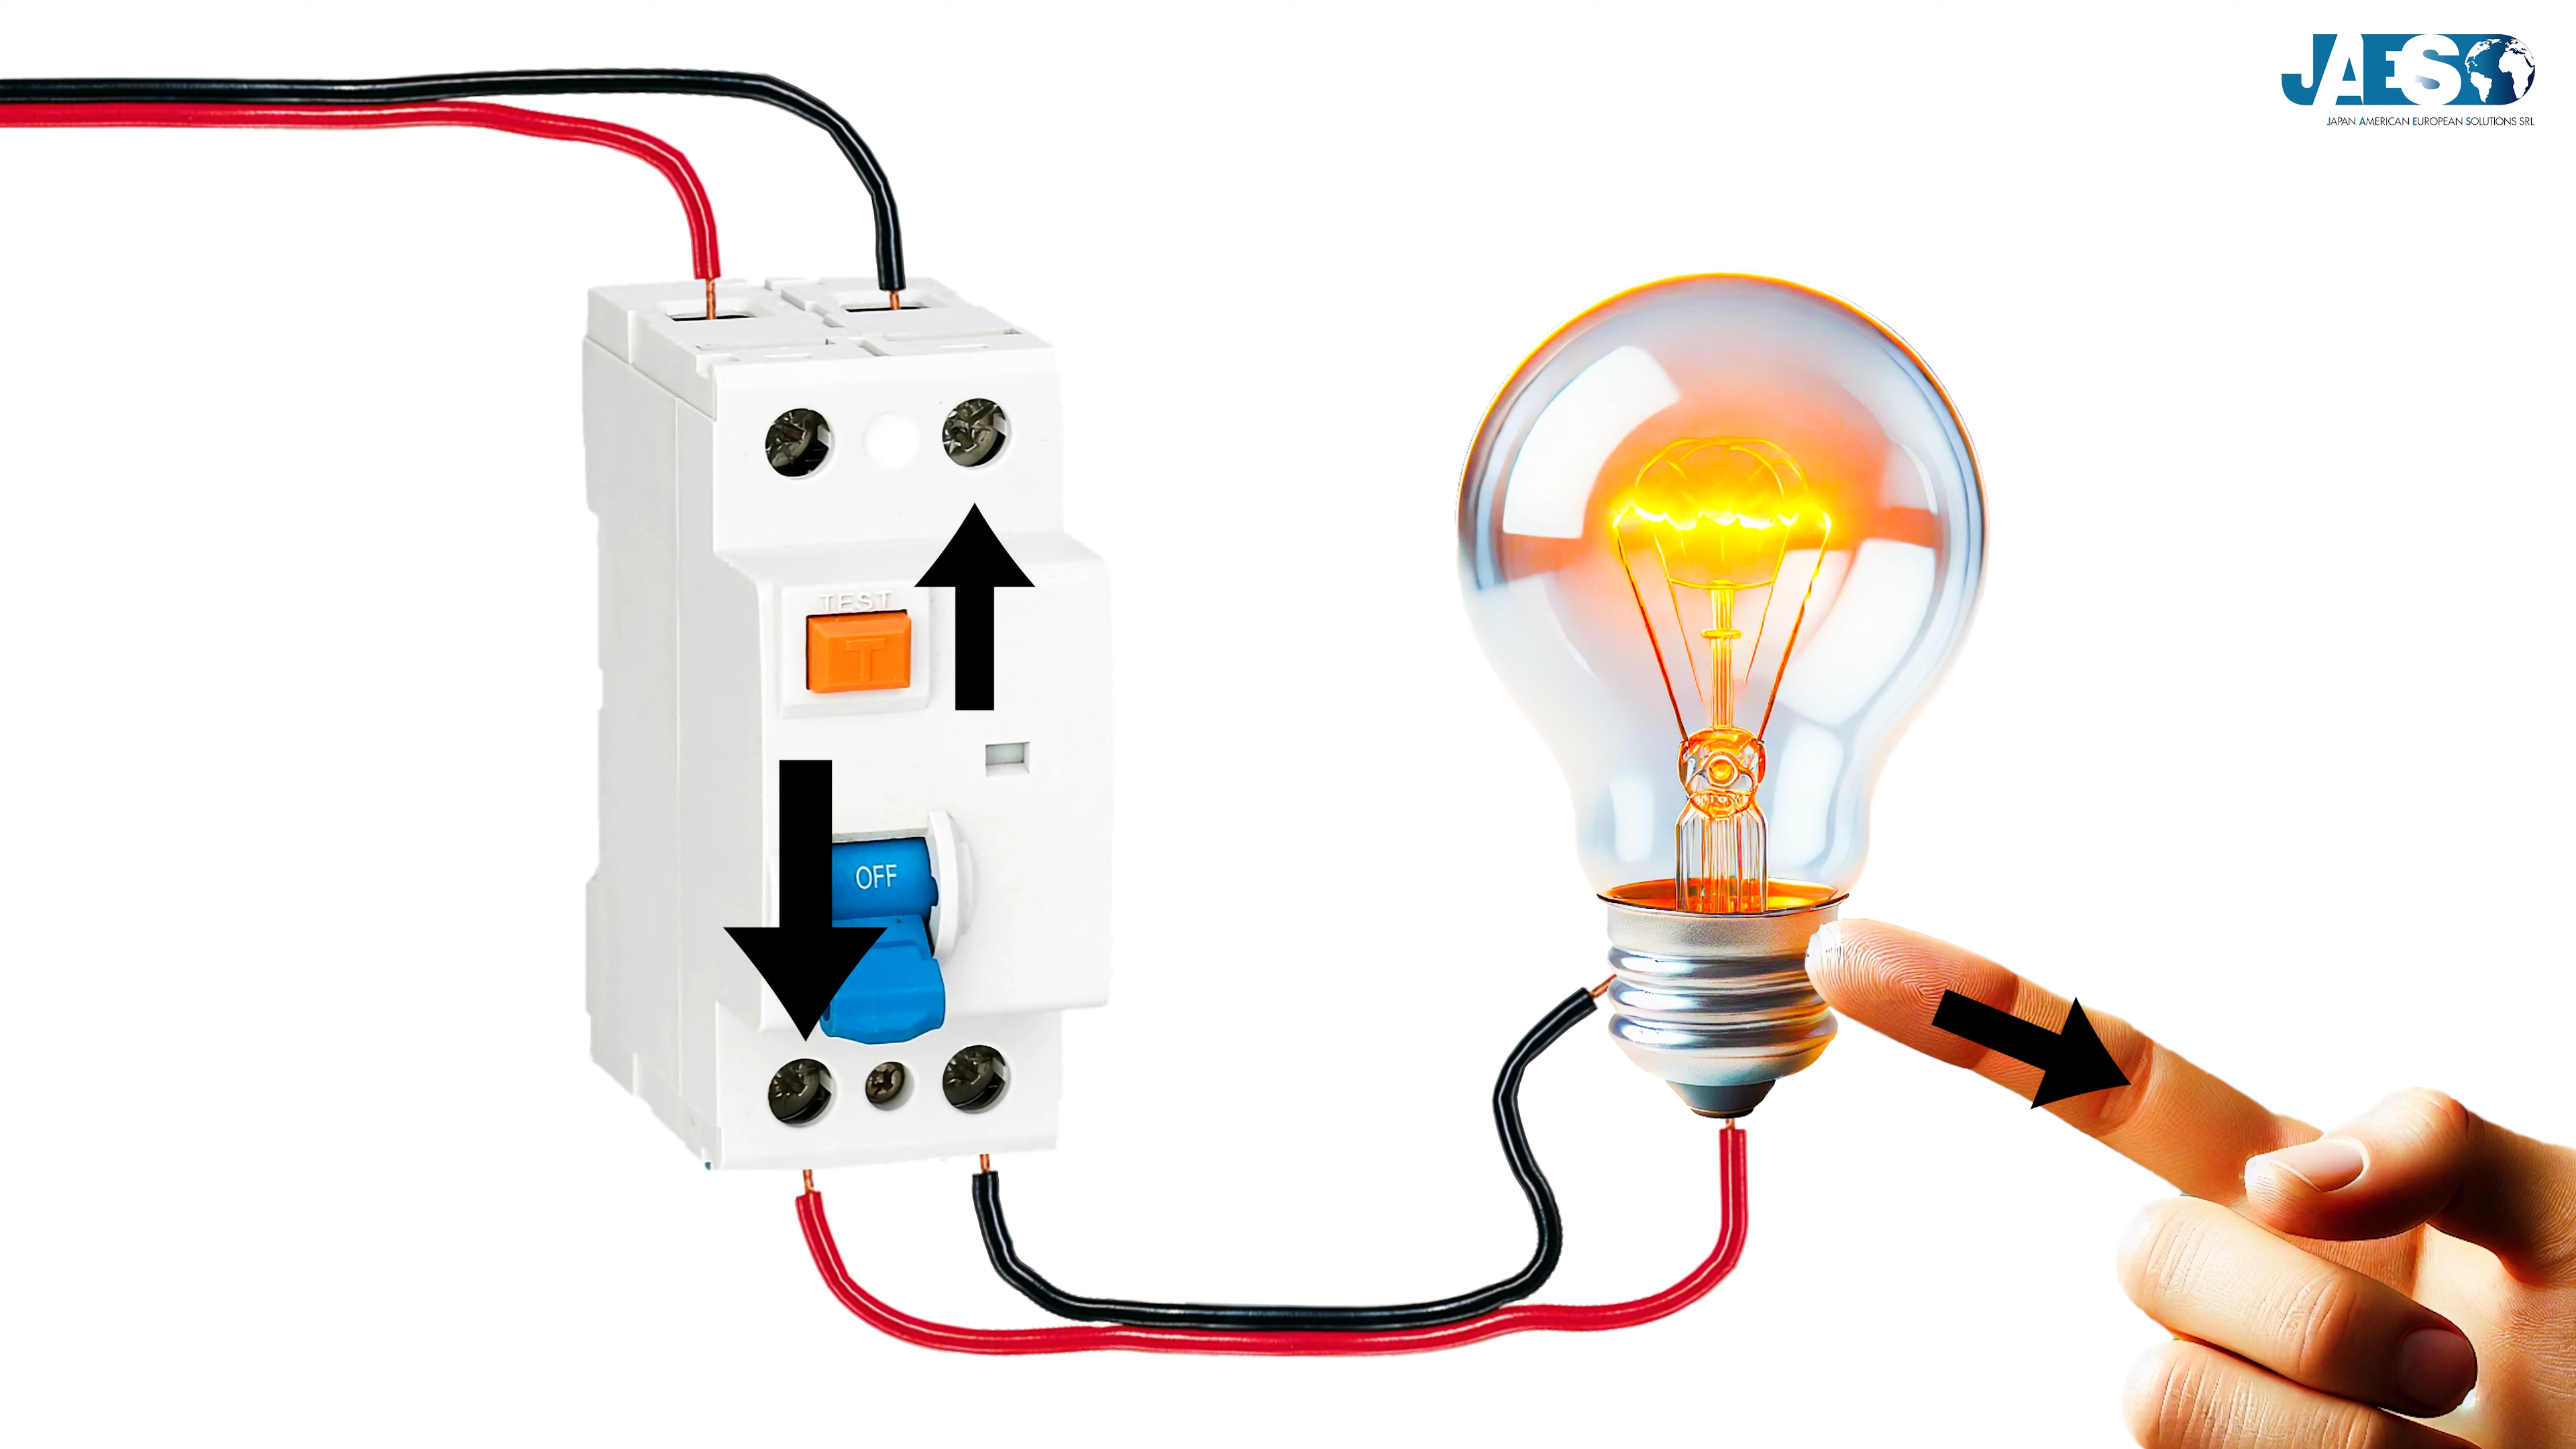 JAES
JAPAN AMERICAN EUROPEAN SOLUTIONS SRL
TEST
T
OFF